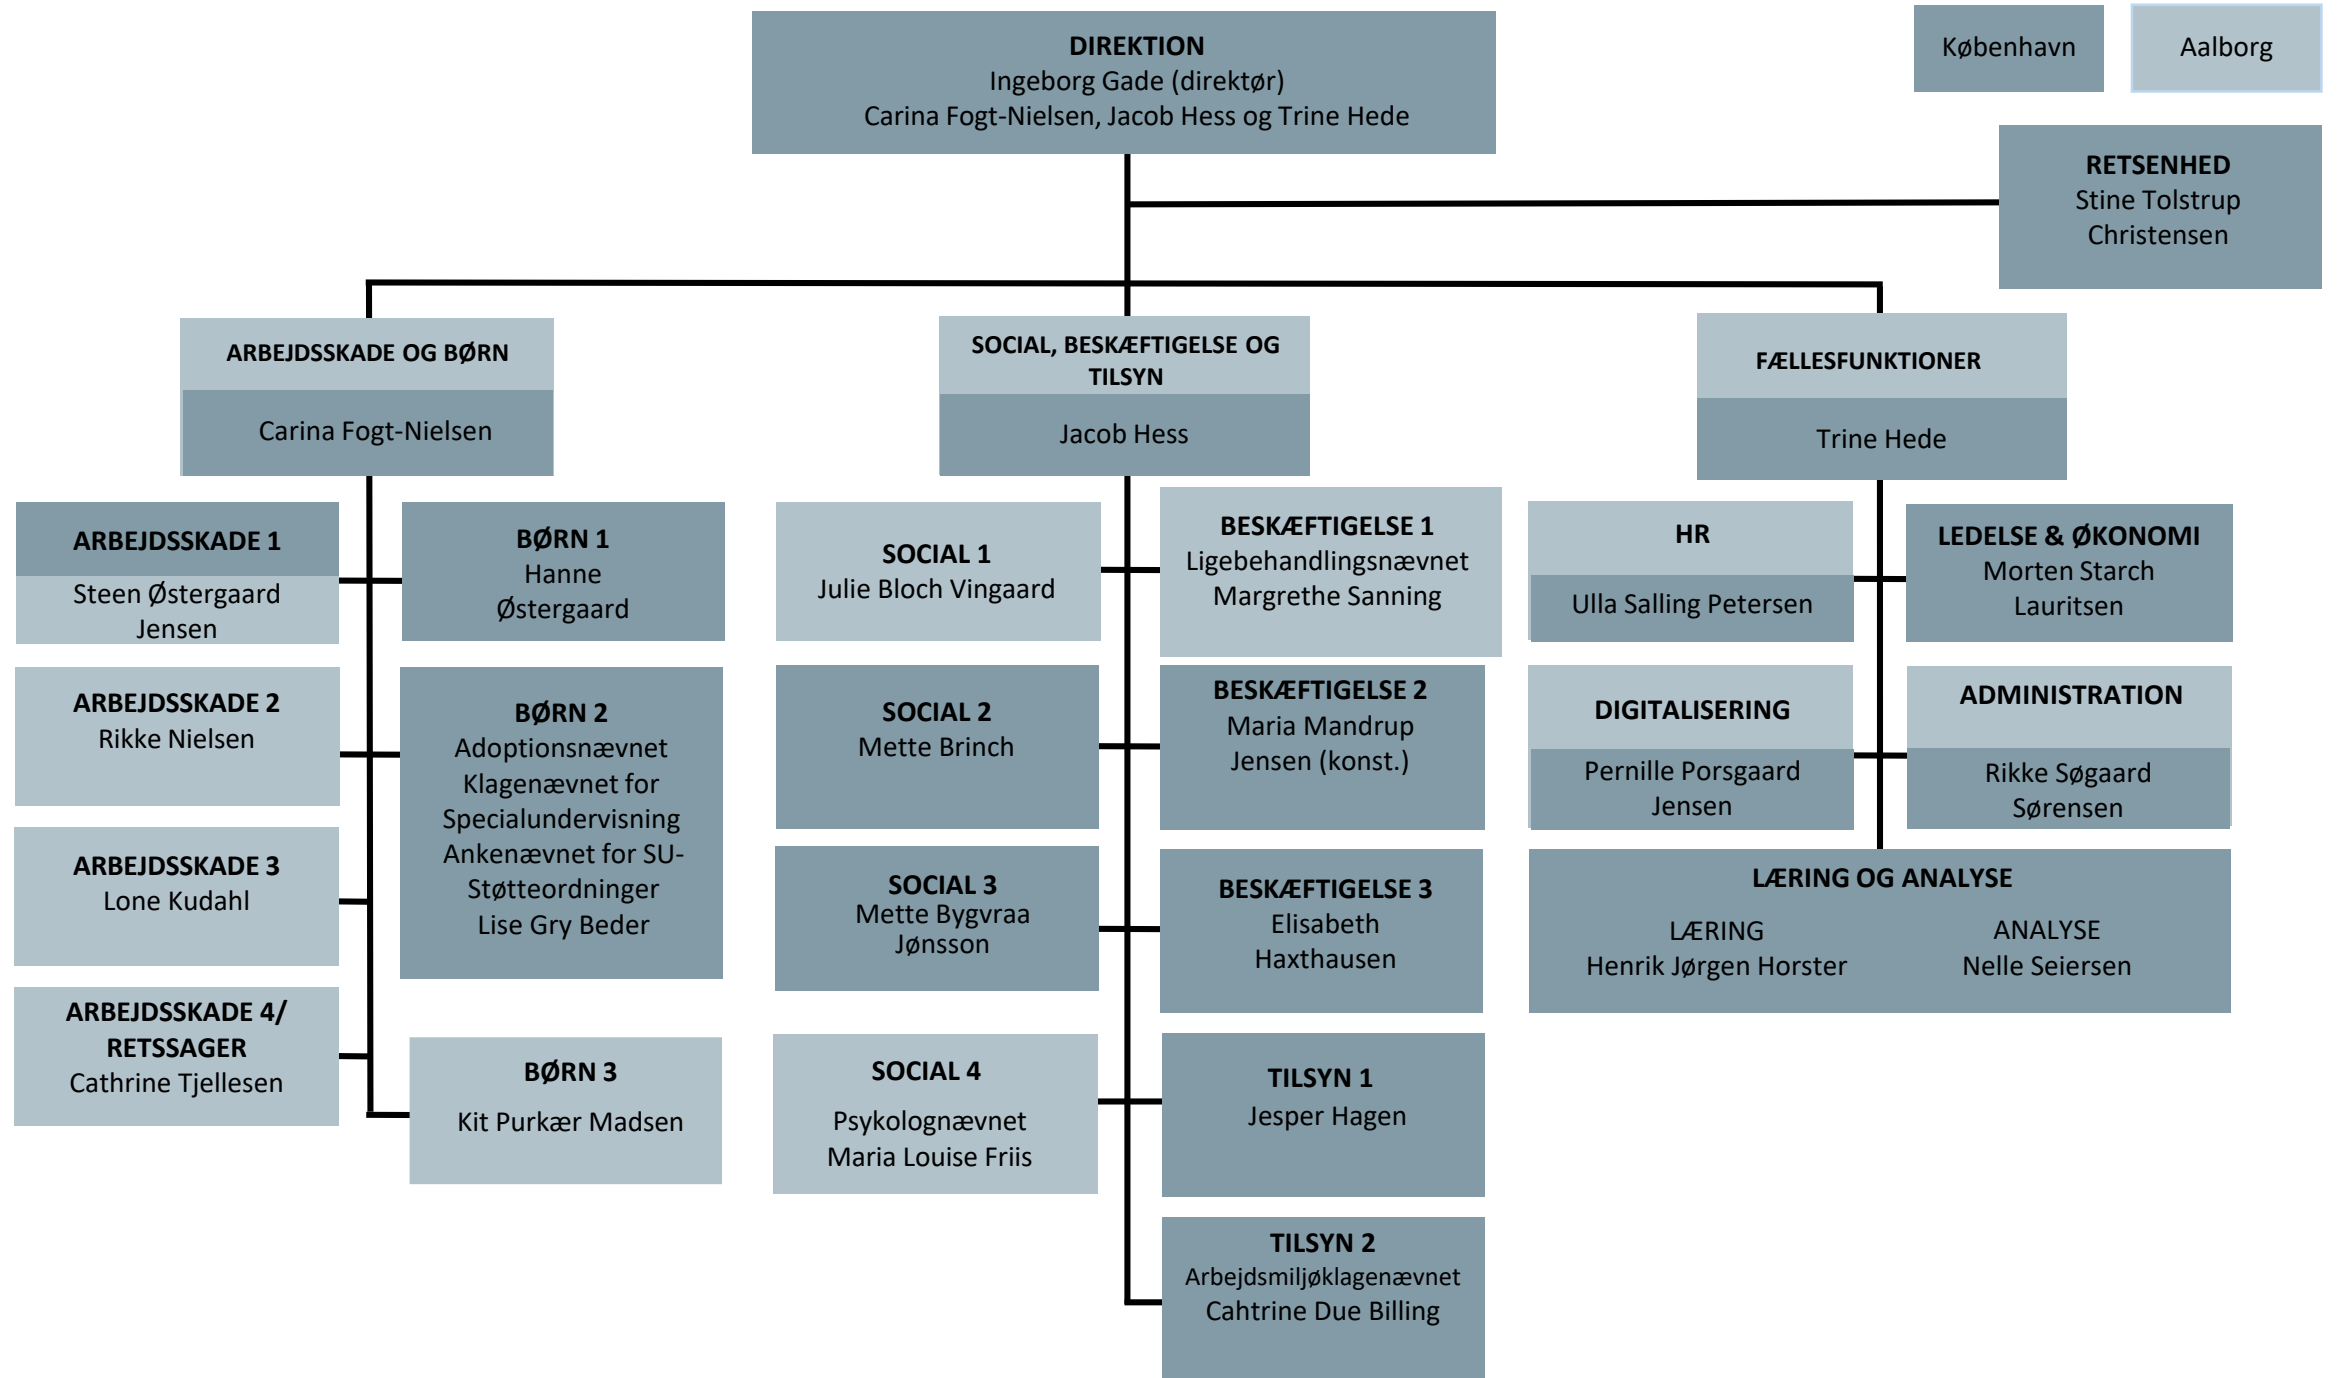 DIREKTION
Ingeborg Gade (direktør)
Carina Fogt-Nielsen, Jacob Hess og Trine Hede
København
Aalborg
RETSENHED
Stine Tolstrup
Christensen
ARBEJDSSKADE OG BØRN
Carina Fogt-Nielsen
ARBEJDSSKADE 1
Steen Østergaard
Jensen
BØRN 1
Hanne
Østergaard
ARBEJDSSKADE 2
Rikke Nielsen
BØRN 2
Adoptionsnævnet
Klagenævnet for
Specialundervisning
Ankenævnet for SU-
Støtteordninger
Lise Gry Beder
ARBEJDSSKADE 3
Lone Kudahl
ARBEJDSSKADE 4/
RETSSAGER
Cathrine Tjellesen
BØRN 3
Kit Purkær Madsen
SOCIAL, BESKÆFTIGELSE OG
TILSYN
Jacob Hess
SOCIAL 1
Julie Bloch Vingaard
BESKÆFTIGELSE 1
Ligebehandlingsnævnet
Margrethe Sanning
SOCIAL 2
Mette Brinch
BESKÆFTIGELSE 2
Maria Mandrup
Jensen (konst.)
SOCIAL 3
Mette Bygvraa
Jønsson
BESKÆFTIGELSE 3
Elisabeth
Haxthausen
SOCIAL 4
Psykolognævnet
Maria Louise Friis
TILSYN 1
Jesper Hagen
TILSYN 2
Arbejdsmiljøklagenævnet
Cahtrine Due Billing
FÆLLESFUNKTIONER
Trine Hede
HR
Ulla Salling Petersen
LEDELSE & ØKONOMI
Morten Starch
Lauritsen
DIGITALISERING
Pernille Porsgaard
Jensen
ADMINISTRATION
Rikke Søgaard
Sørensen
LÆRING OG ANALYSE
LÆRING
Henrik Jørgen Horster
ANALYSE
Nelle Seiersen